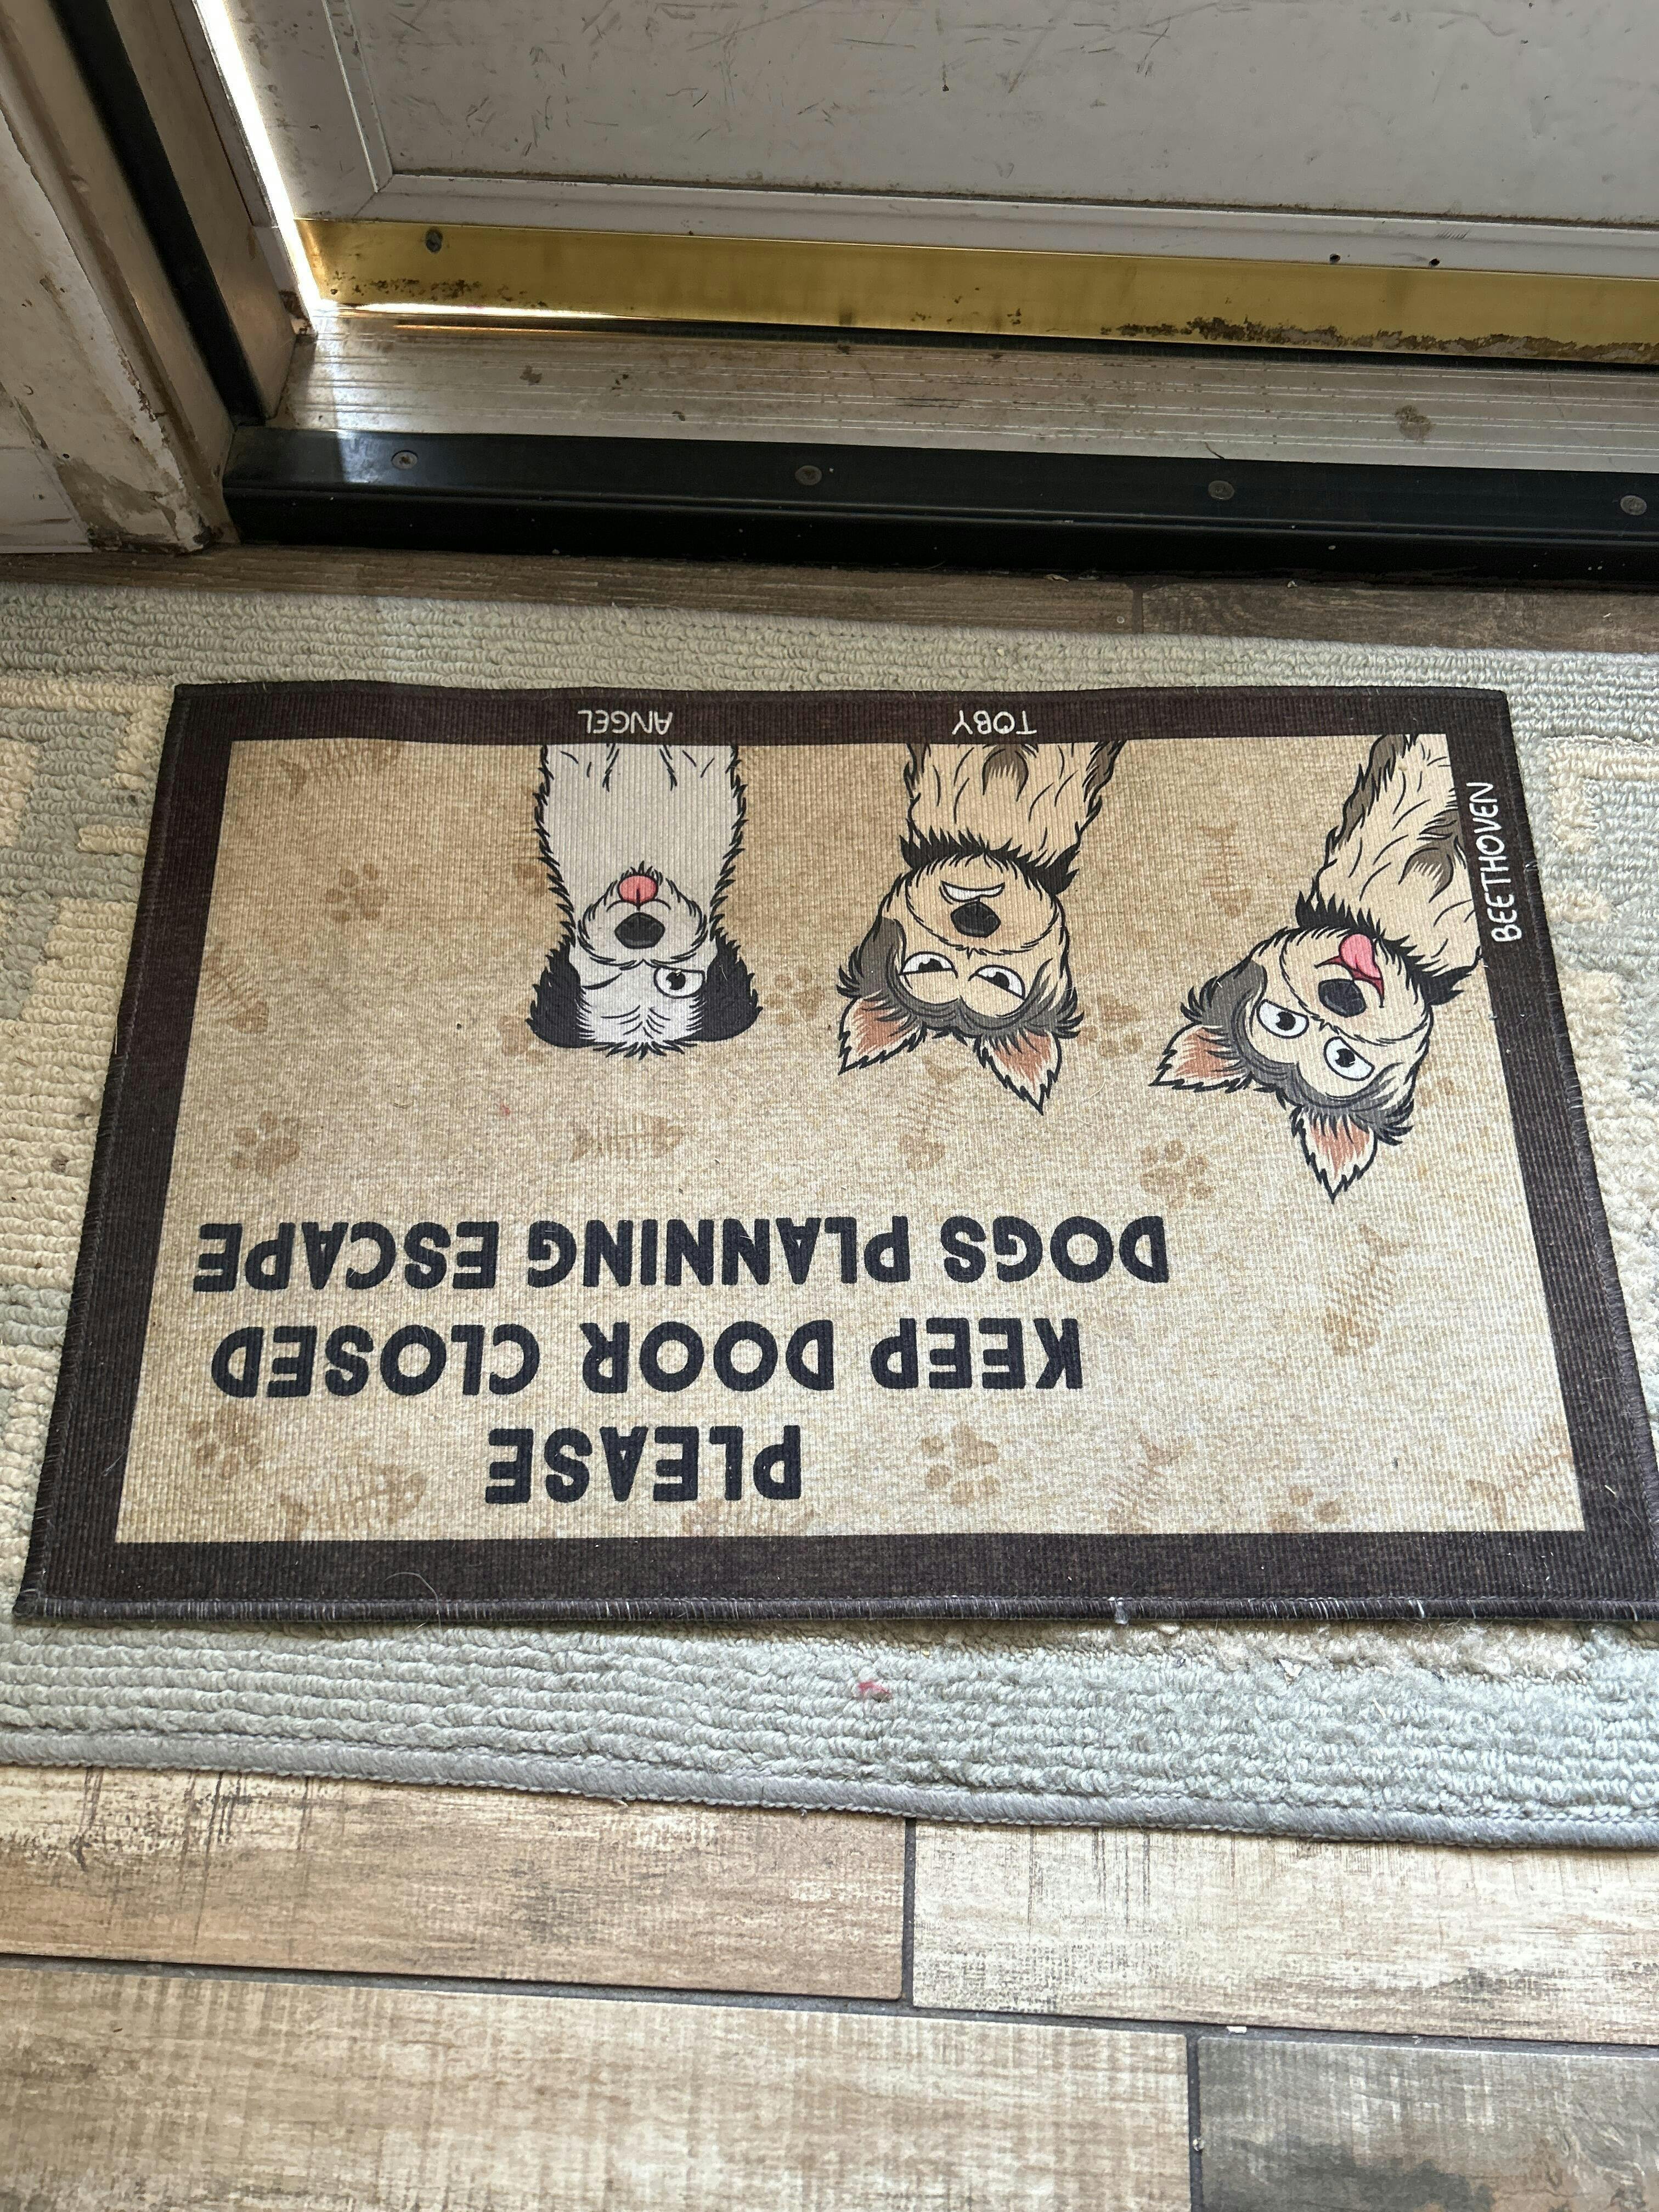 PLEASE
KEEP DOOR CLOSED
DOGS PLANNING ESCAPE
BEETHOVEN
TOBY
ANGEL